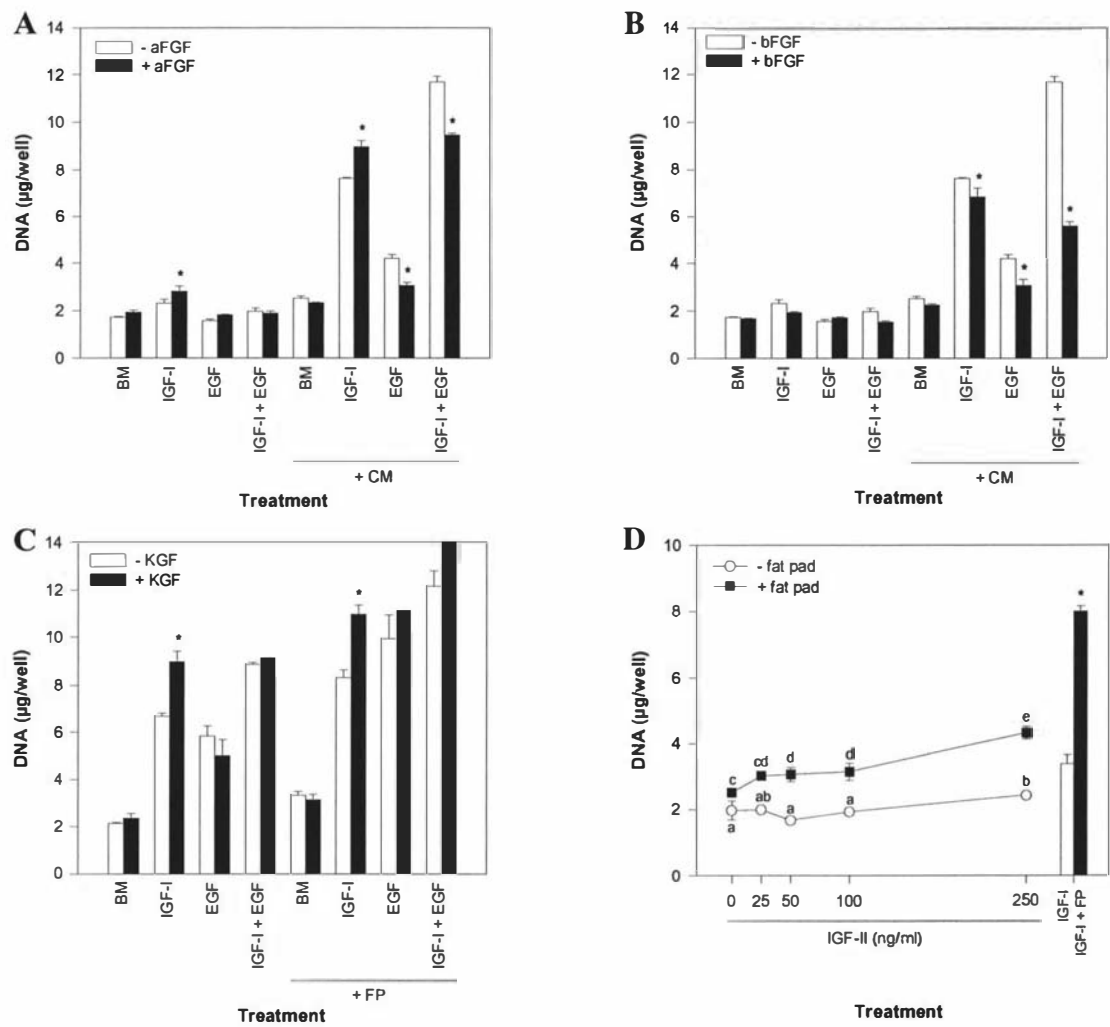 A
- aFGF
+ aFGF
14
12
10
8
6
4
2
0
DNA (µg/well)
*
*
*
*
BM
IGF-I
EGF
IGF-I + EGF
BM
IGF-I
EGF
IGF-I + EGF
+ CM
Treatment
B
- bFGF
+ bFGF
14
12
10
8
6
4
2
0
DNA (µg/well)
*
*
*
BM
IGF-I
EGF
IGF-I + EGF
BM
IGF-I
EGF
IGF-I + EGF
+ CM
Treatment
C
- KGF
+ KGF
14
12
10
8
6
4
2
0
DNA (µg/well)
*
*
BM
IGF-I
EGF
IGF-I + EGF
BM
IGF-I
EGF
IGF-I + EGF
+ FP
Treatment
D
- fat pad
+ fat pad
10
8
6
4
2
0
DNA (µg/well)
c
cd
d
dl
e
a
ab
a
a
b
*
0 25 50 100 250
IGF-II (ng/ml)
IGF-I
IGF-I + FP
Treatment